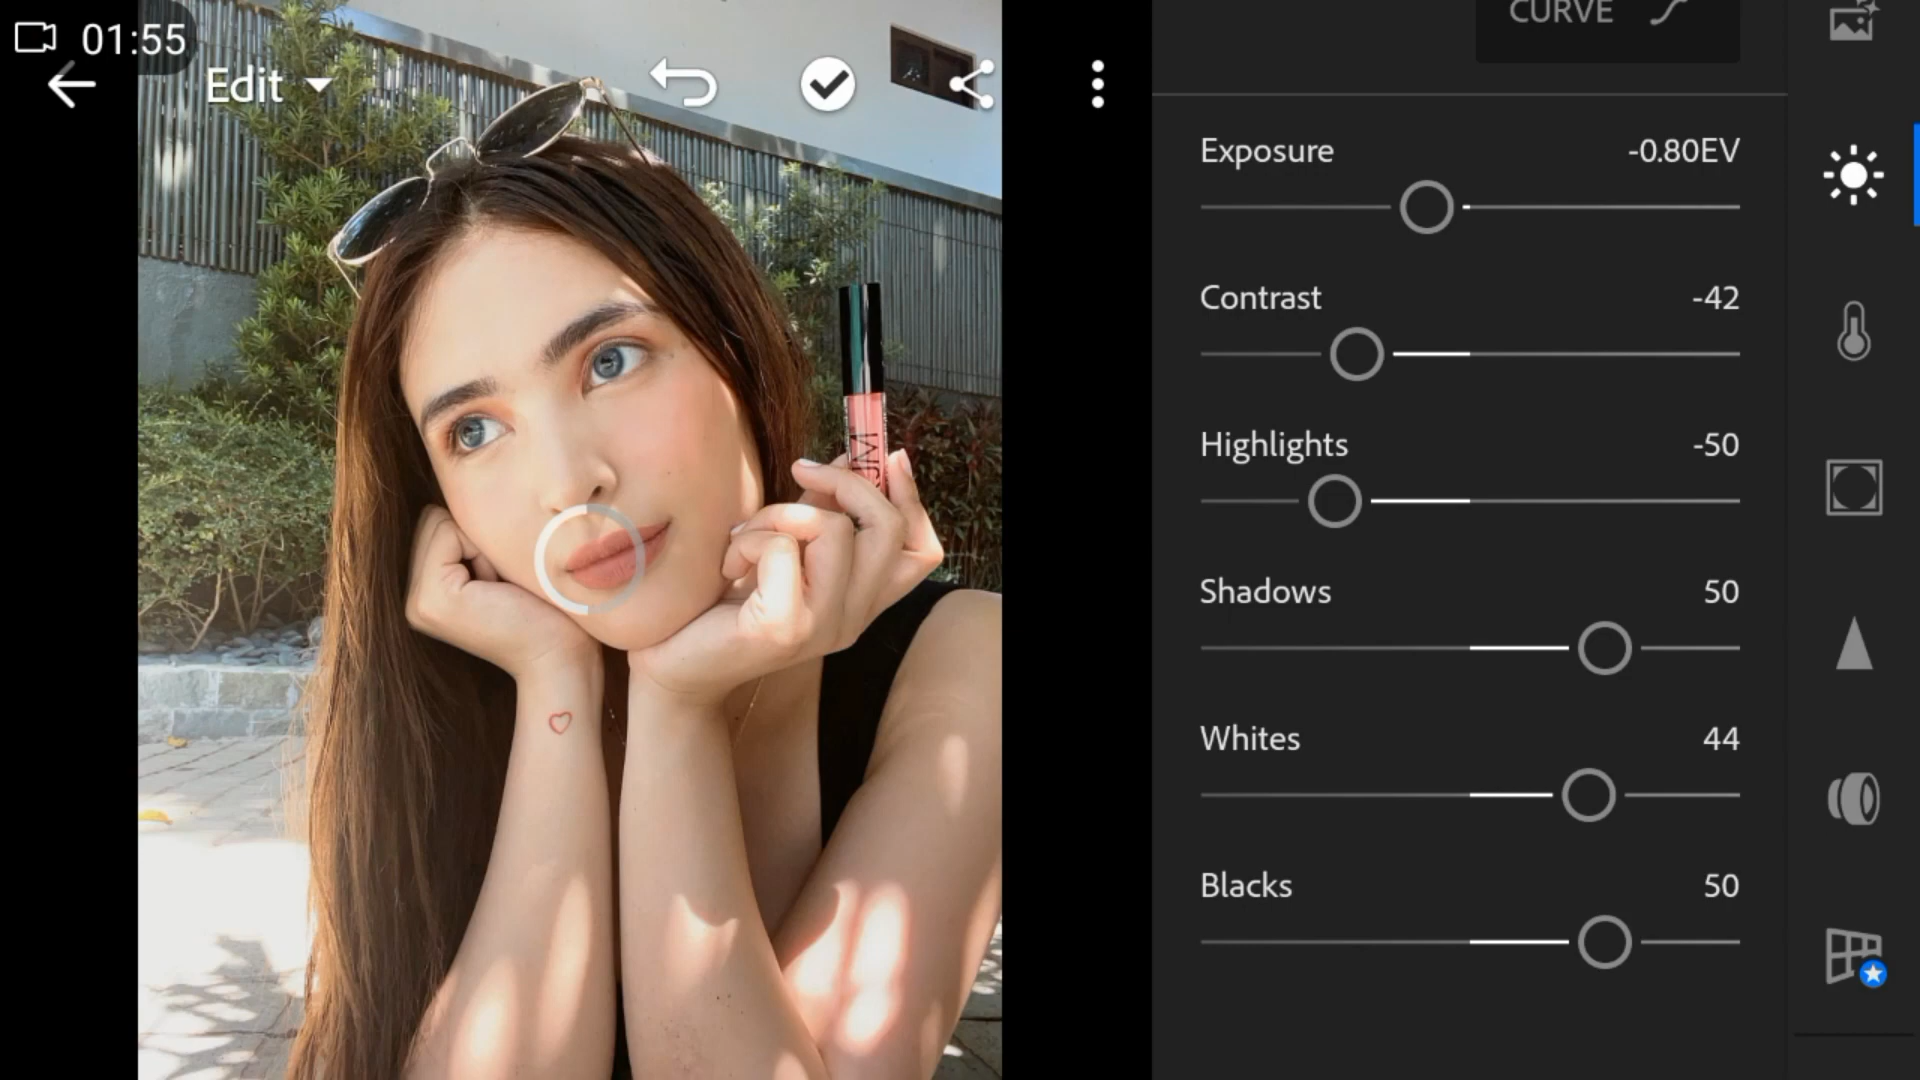 01:55
Edit
CURVE
Exposure -0.80EV
Contrast -42
Highlights -50
Shadows 50
Whites 44
Blacks 50